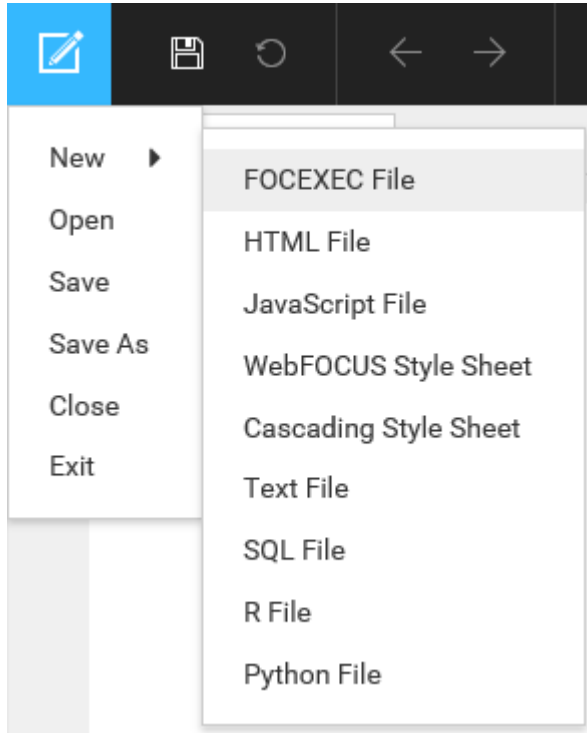 New
Open
Save
Save As
Close
Exit
FOCEXEC File
HTML File
JavaScript File
WebFOCUS Style Sheet
Cascading Style Sheet
Text File
SQL File
R File
Python File